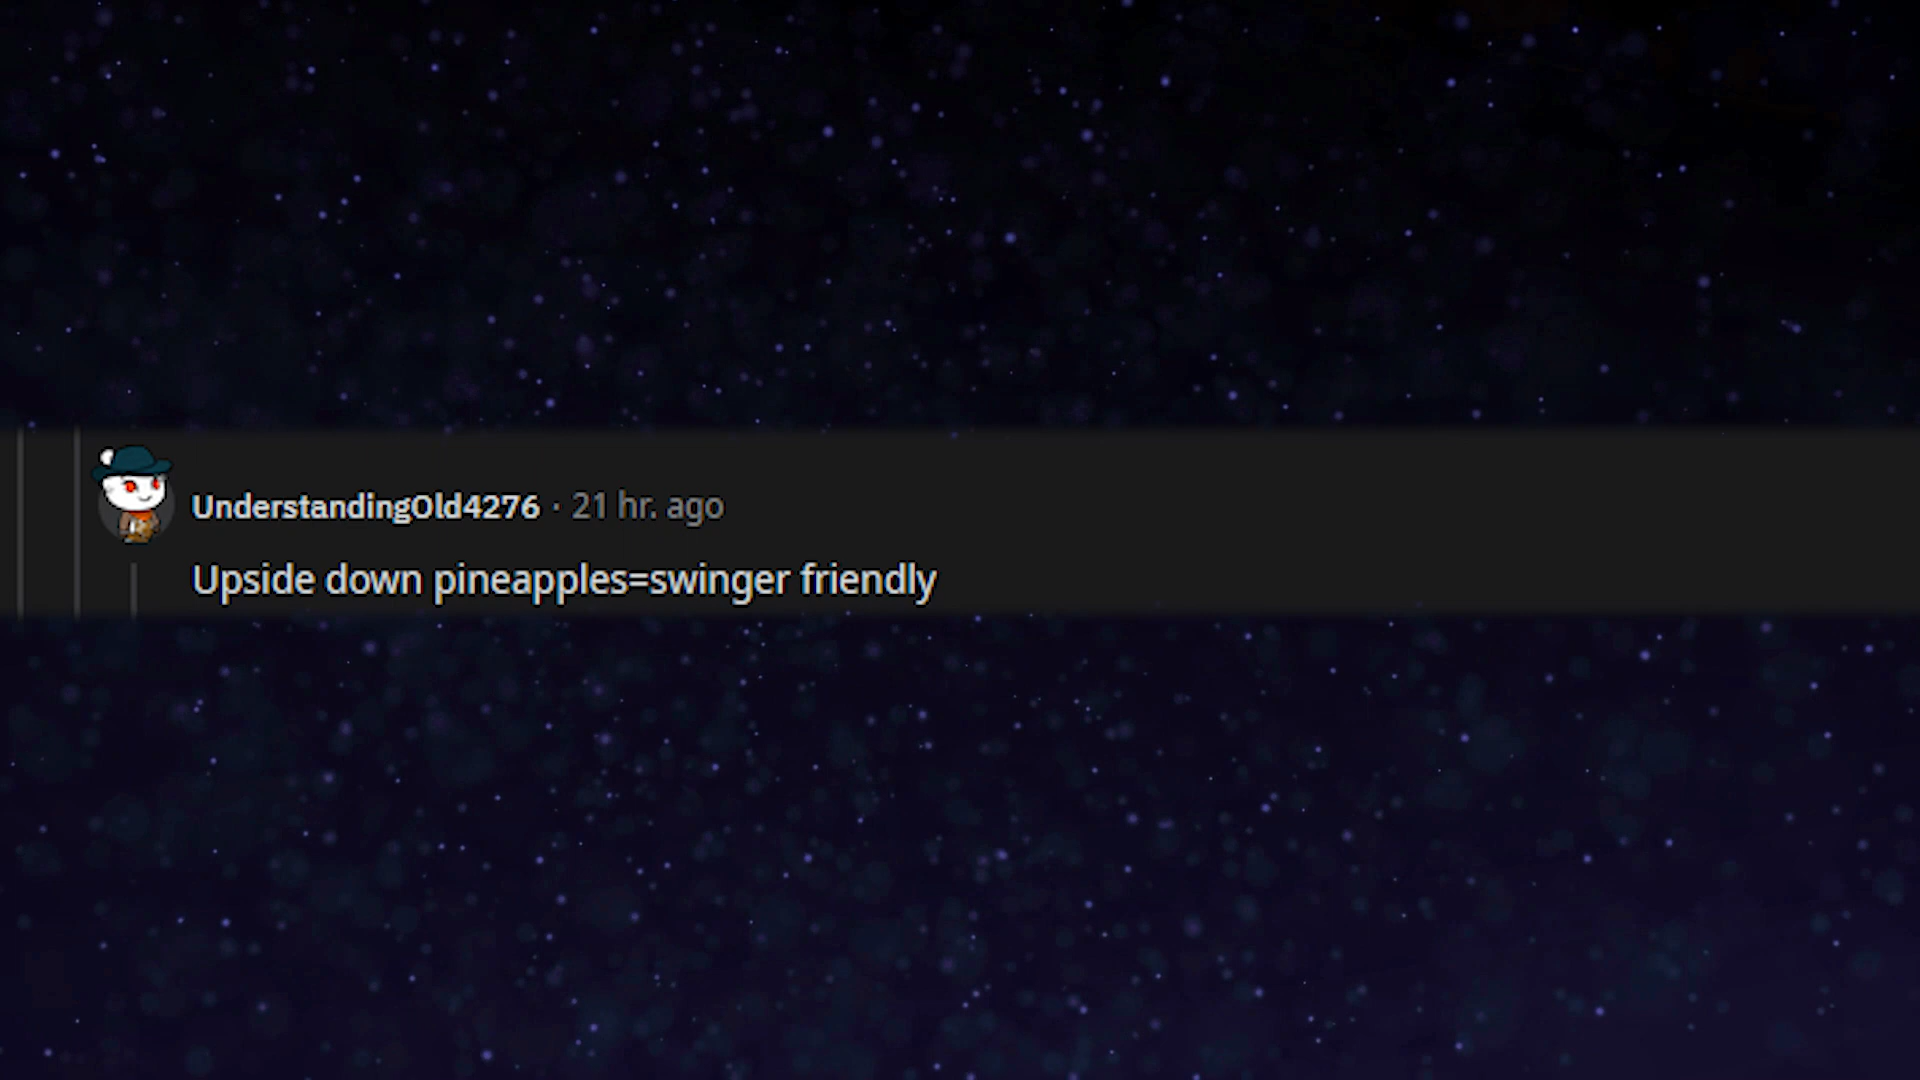 UnderstandingOld4276 · 21 hr. ago
Upside down pineapples=swinger friendly